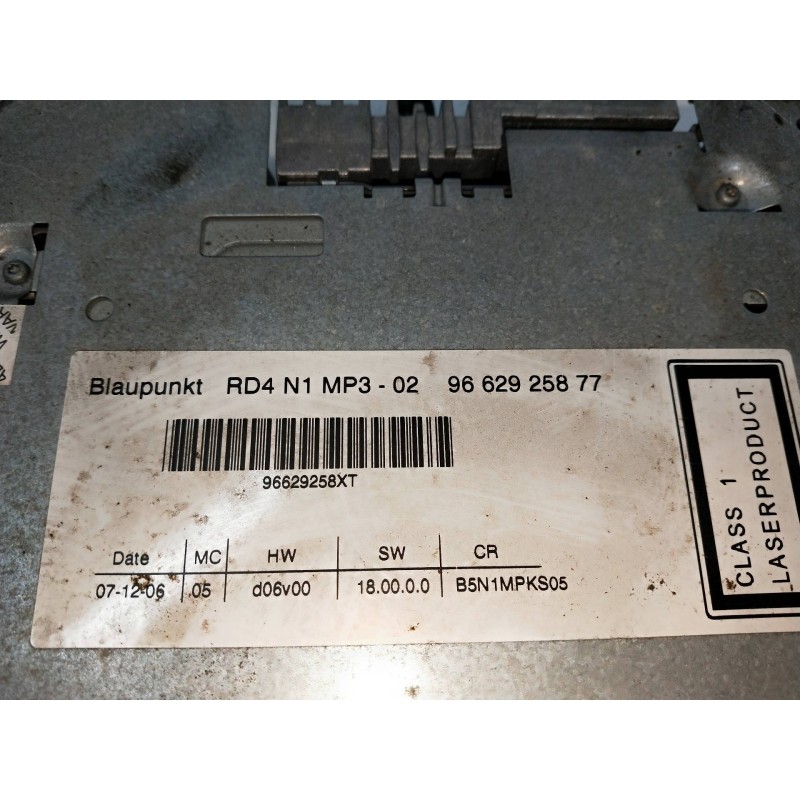 Blaupunkt RD4 N1 MP3 - 02 96 629 258 77
96629258XT
Date MC HW SW CR
07-12-06 05 d06v00 18.00.0.0 B5N1MPKS05
CLASS 1
LASERPRODUCT